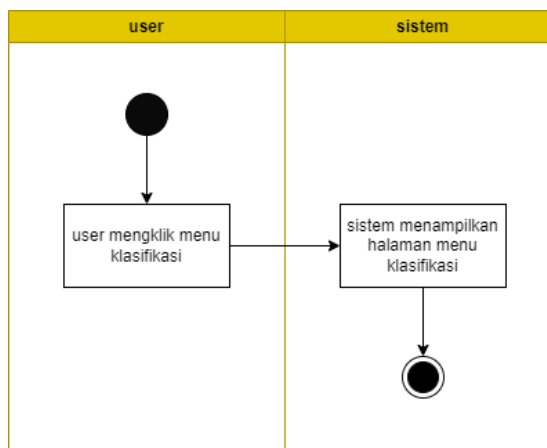 user
sistem
user mengklik menu
klasifikasi
sistem menampilkan
halaman menu
klasifikasi